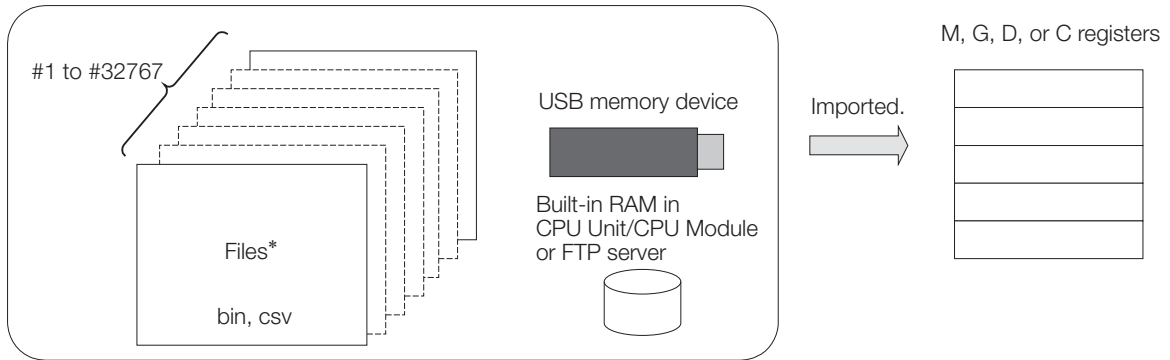 #1 to #32767
Files*
bin, csv
USB memory device
Built-in RAM in
CPU Unit/CPU Module
or FTP server
Imported.
M, G, D, or C registers